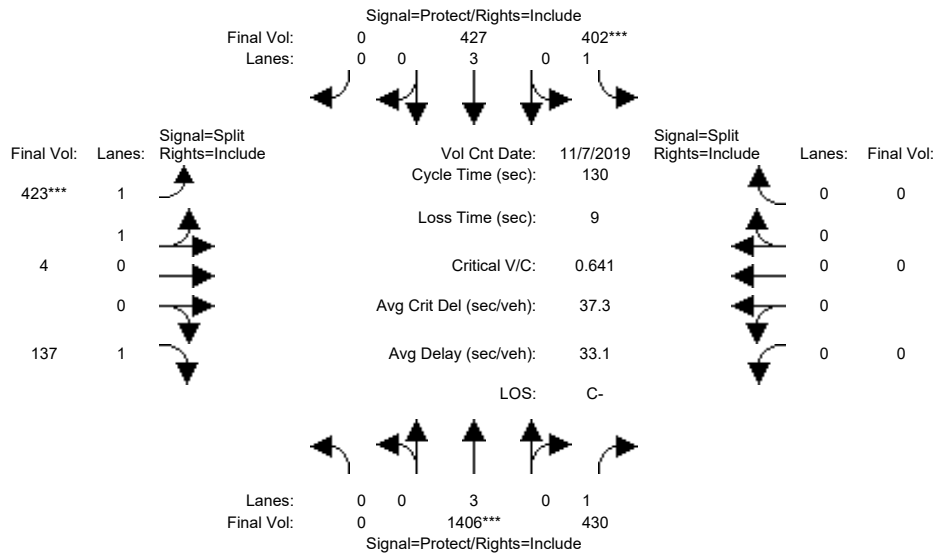 Signal=Protect/Rights=Include
Final Vol: 0 427 402***
Lanes: 0 0 3 0 1
Signal=Split
Final Vol: Lanes: Rights=Include
Vol Cnt Date: 11/7/2019
Signal=Split
Rights=Include Lanes: Final Vol:
Cycle Time (sec): 130
423*** 1
0 0
Loss Time (sec): 9
1
0
4 0
Critical V/C: 0.641
0 0
0
Avg Crit Del (sec/veh): 37.3
0
137 1
Avg Delay (sec/veh): 33.1
0 0
LOS: C-
Lanes: 0 0 3 0 1
Final Vol: 0 1406*** 430
Signal=Protect/Rights=Include